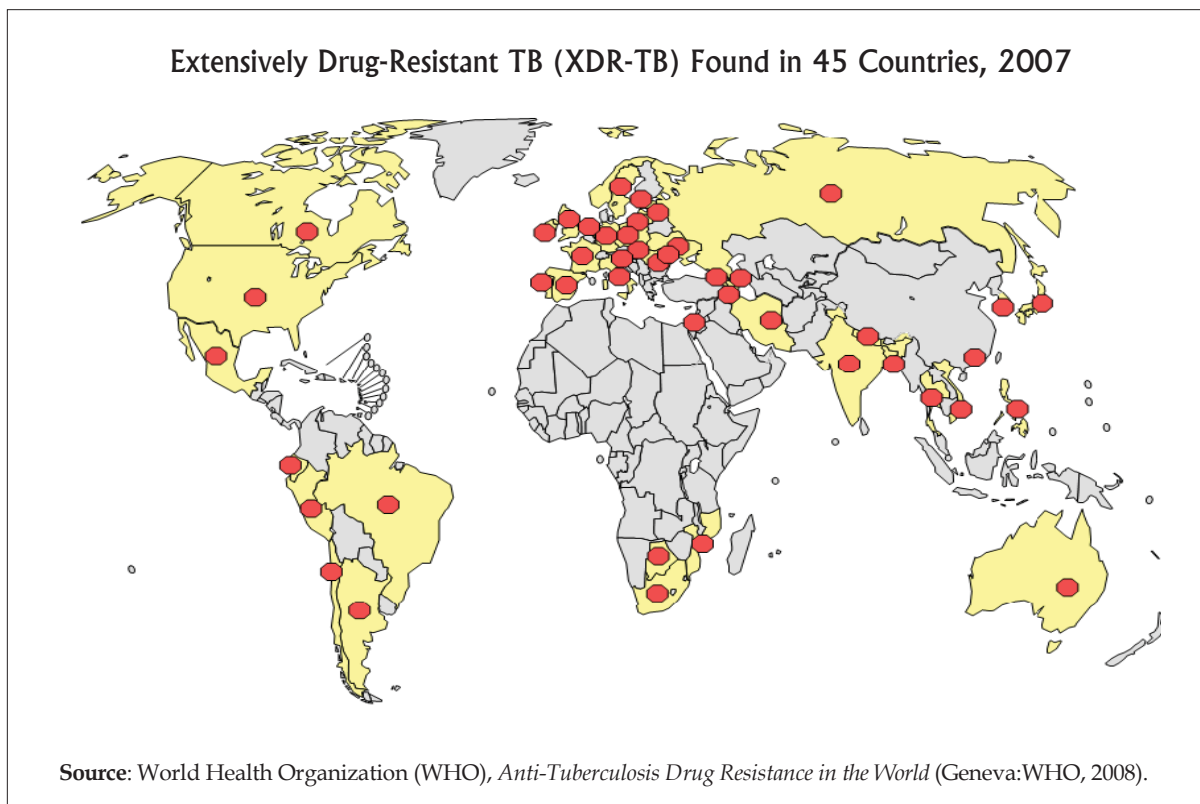 Extensively Drug-Resistant TB (XDR-TB) Found in 45 Countries, 2007
Source: World Health Organization (WHO), Anti-Tuberculosis Drug Resistance in the World (Geneva:WHO, 2008).